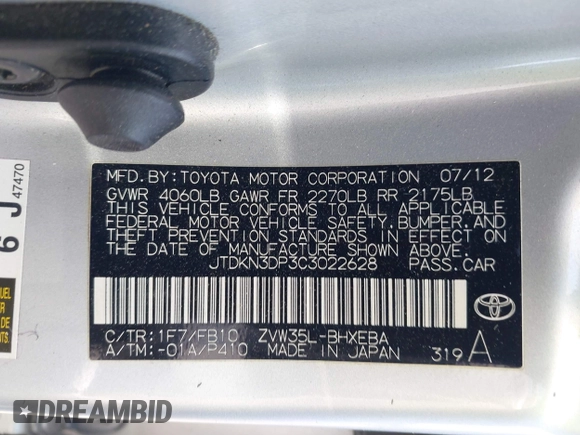 47470
6 J
MFD.BY:TOYOTA MOTOR CORPORATION 07/12
GVWR 4060LB GAWR FR 2270LB RR 2175LB
THIS VEHICLE CONFORMS TO ALL APPLICABLE
FEDERAL MOTOR VEHICLE SAFETY,BUMPER,AND
THEFT PREVENTION STANDARDS IN EFFECT ON
THE DATE OF MANUFACTURE SHOWN ABOVE.
JTDKN3DP3C3022628 PASS.CAR
C/TR:1F7/FB10 ZVW35L-BHXEBA
A/TM:-01A/P410 MADE IN JAPAN 319 A
DREAMBID